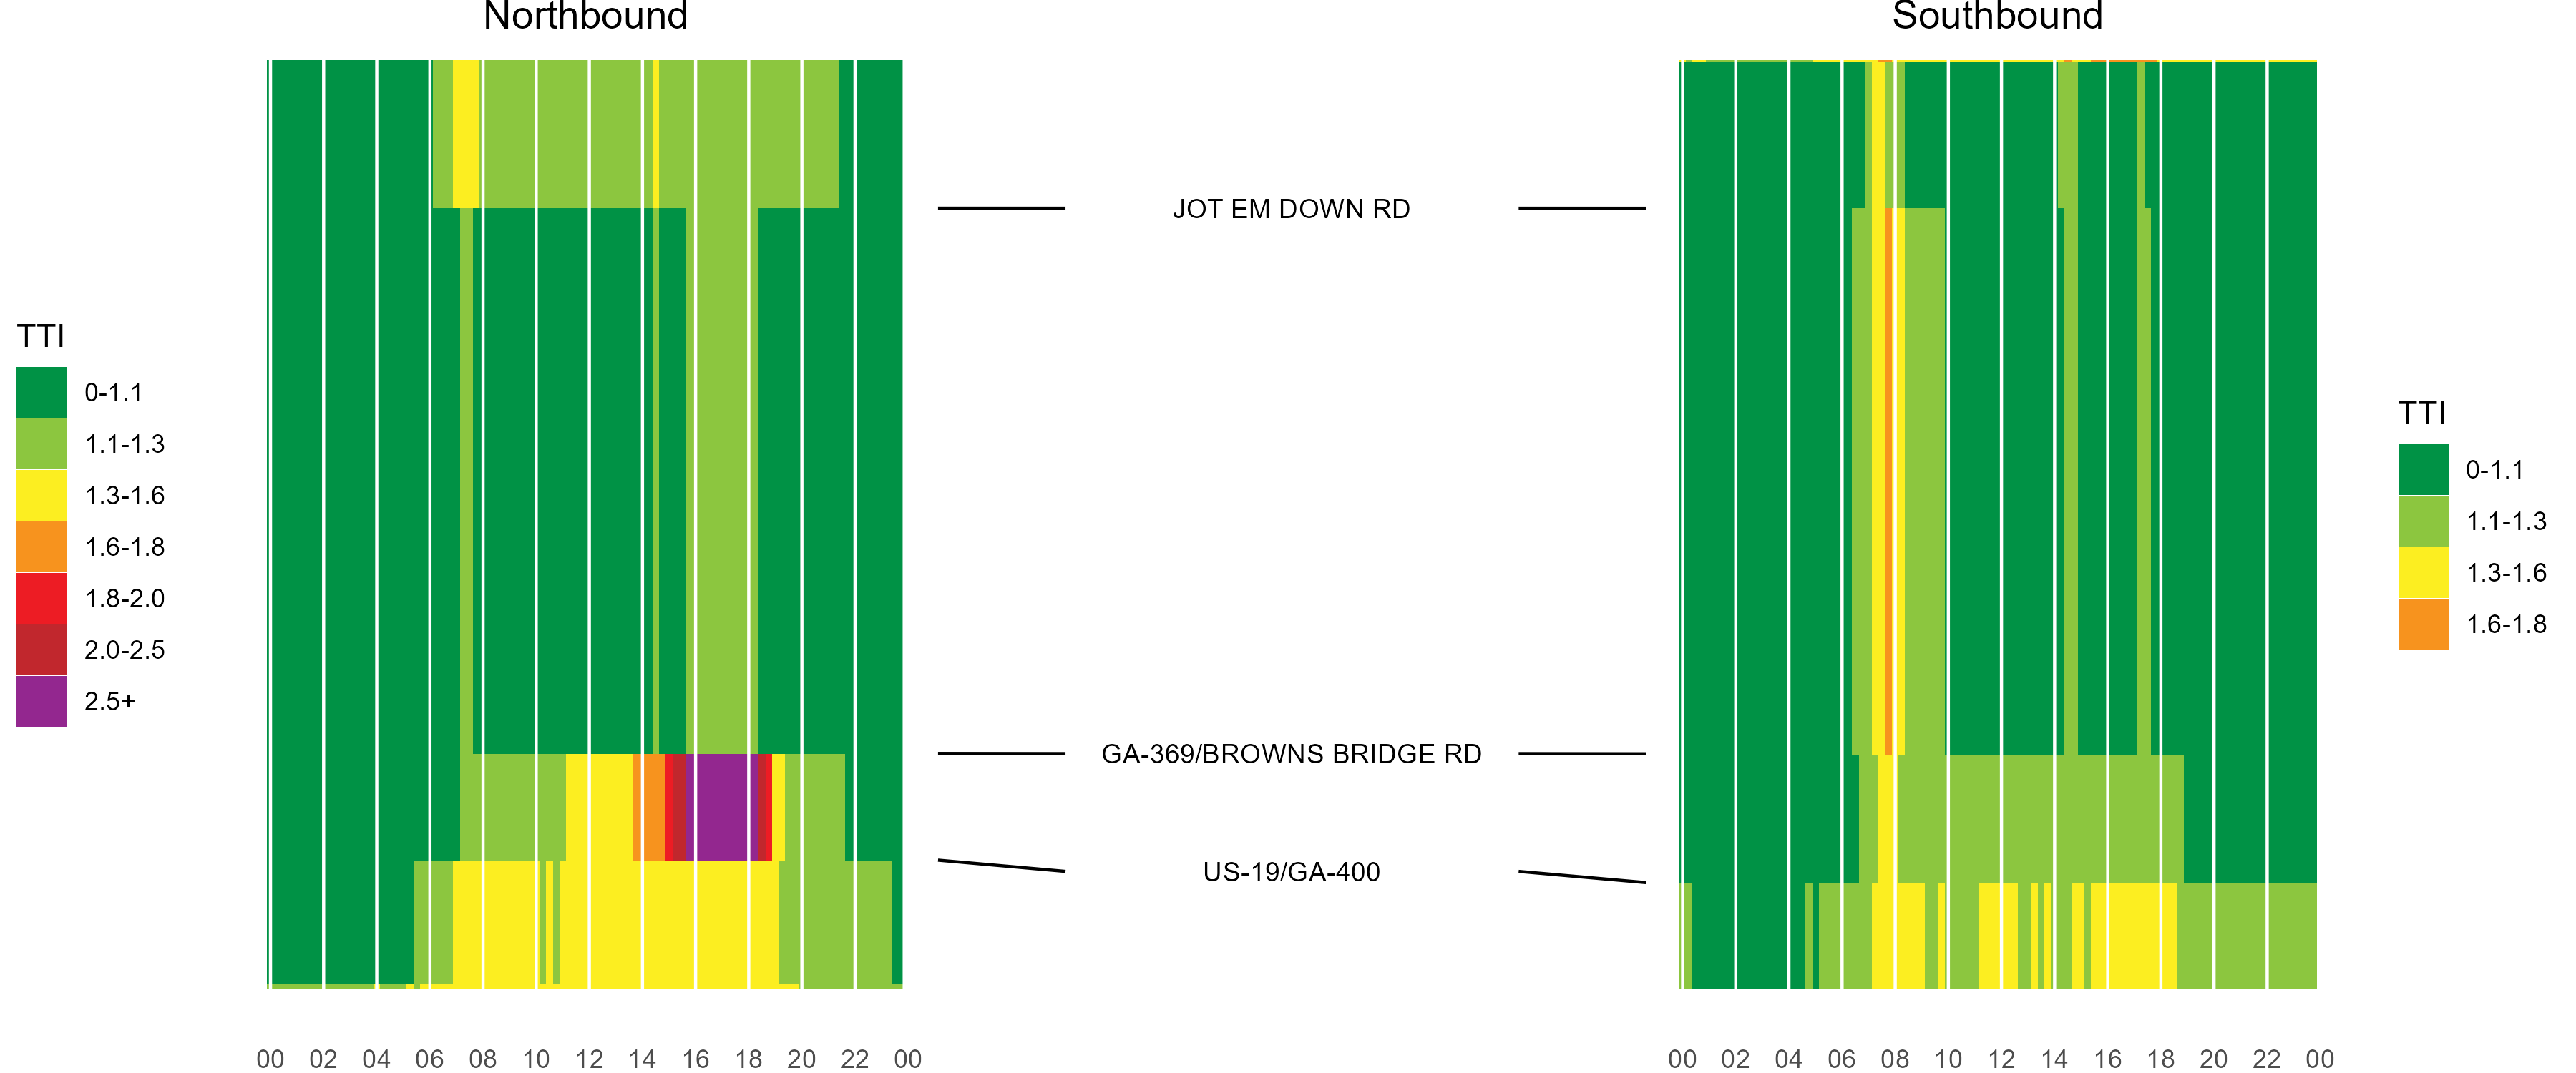 Northbound
Southbound
TTI
0-1.1
1.1-1.3
1.3-1.6
1.6-1.8
1.8-2.0
2.0-2.5
2.5+
JOT EM DOWN RD
GA-369/BROWNS BRIDGE RD
US-19/GA-400
TTI
0-1.1
1.1-1.3
1.3-1.6
1.6-1.8
00 02 04 06 08 10 12 14 16 18 20 22 00
00 02 04 06 08 10 12 14 16 18 20 22 00